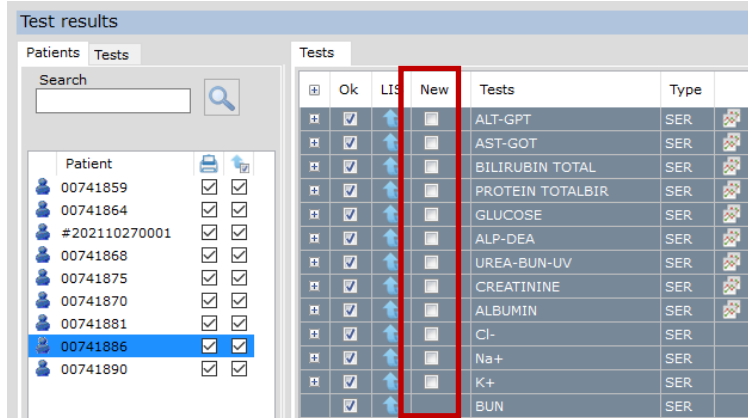 Test results
Patients Tests
Search
Patient
00741859
00741864
#202110270001
00741868
00741875
00741870
00741881
00741886
00741890
Tests
Ok LIS New Tests Type
ALT-GPT SER
AST-GOT SER
BILIRUBIN TOTAL SER
PROTEIN TOTALBIR SER
GLUCOSE SER
ALP-DEA SER
UREA-BUN-UV SER
CREATININE SER
ALBUMIN SER
Cl- SER
Na+ SER
K+ SER
BUN SER